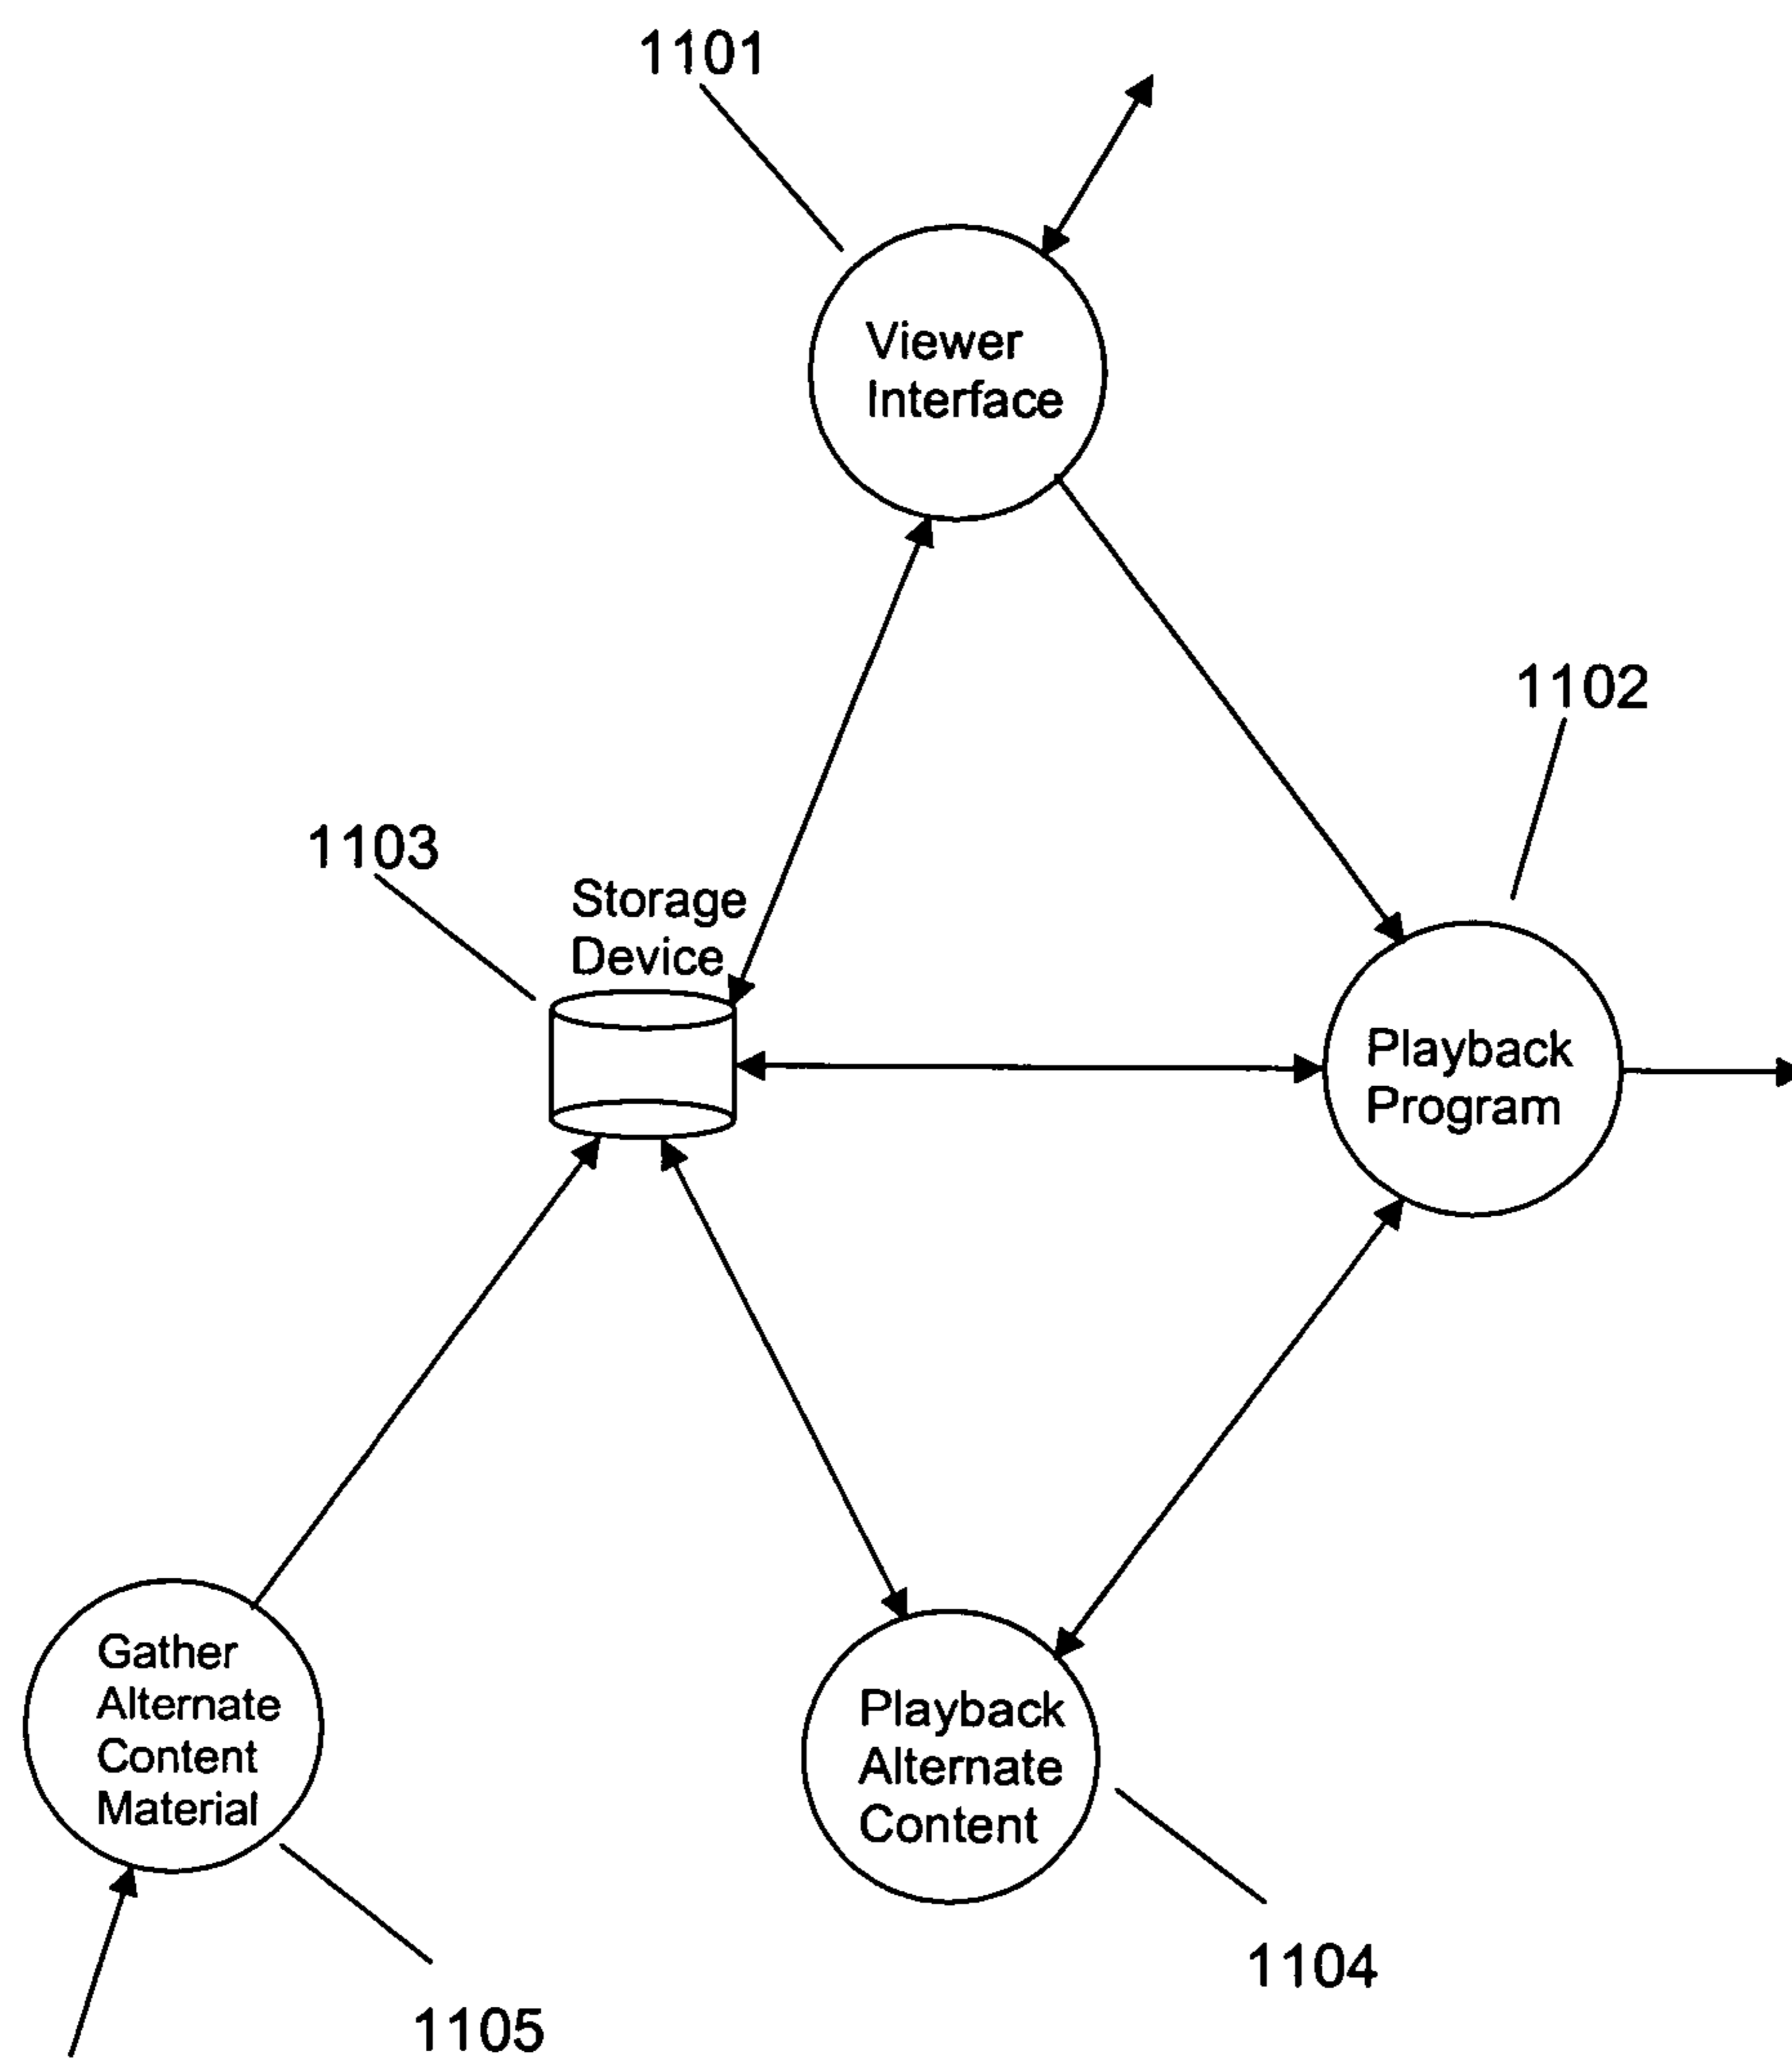 1101
Viewer
Interface
1102
1103
Storage
Device
Playback
Program
Gather
Alternate
Content
Material
Playback
Alternate
Content
1104
1105